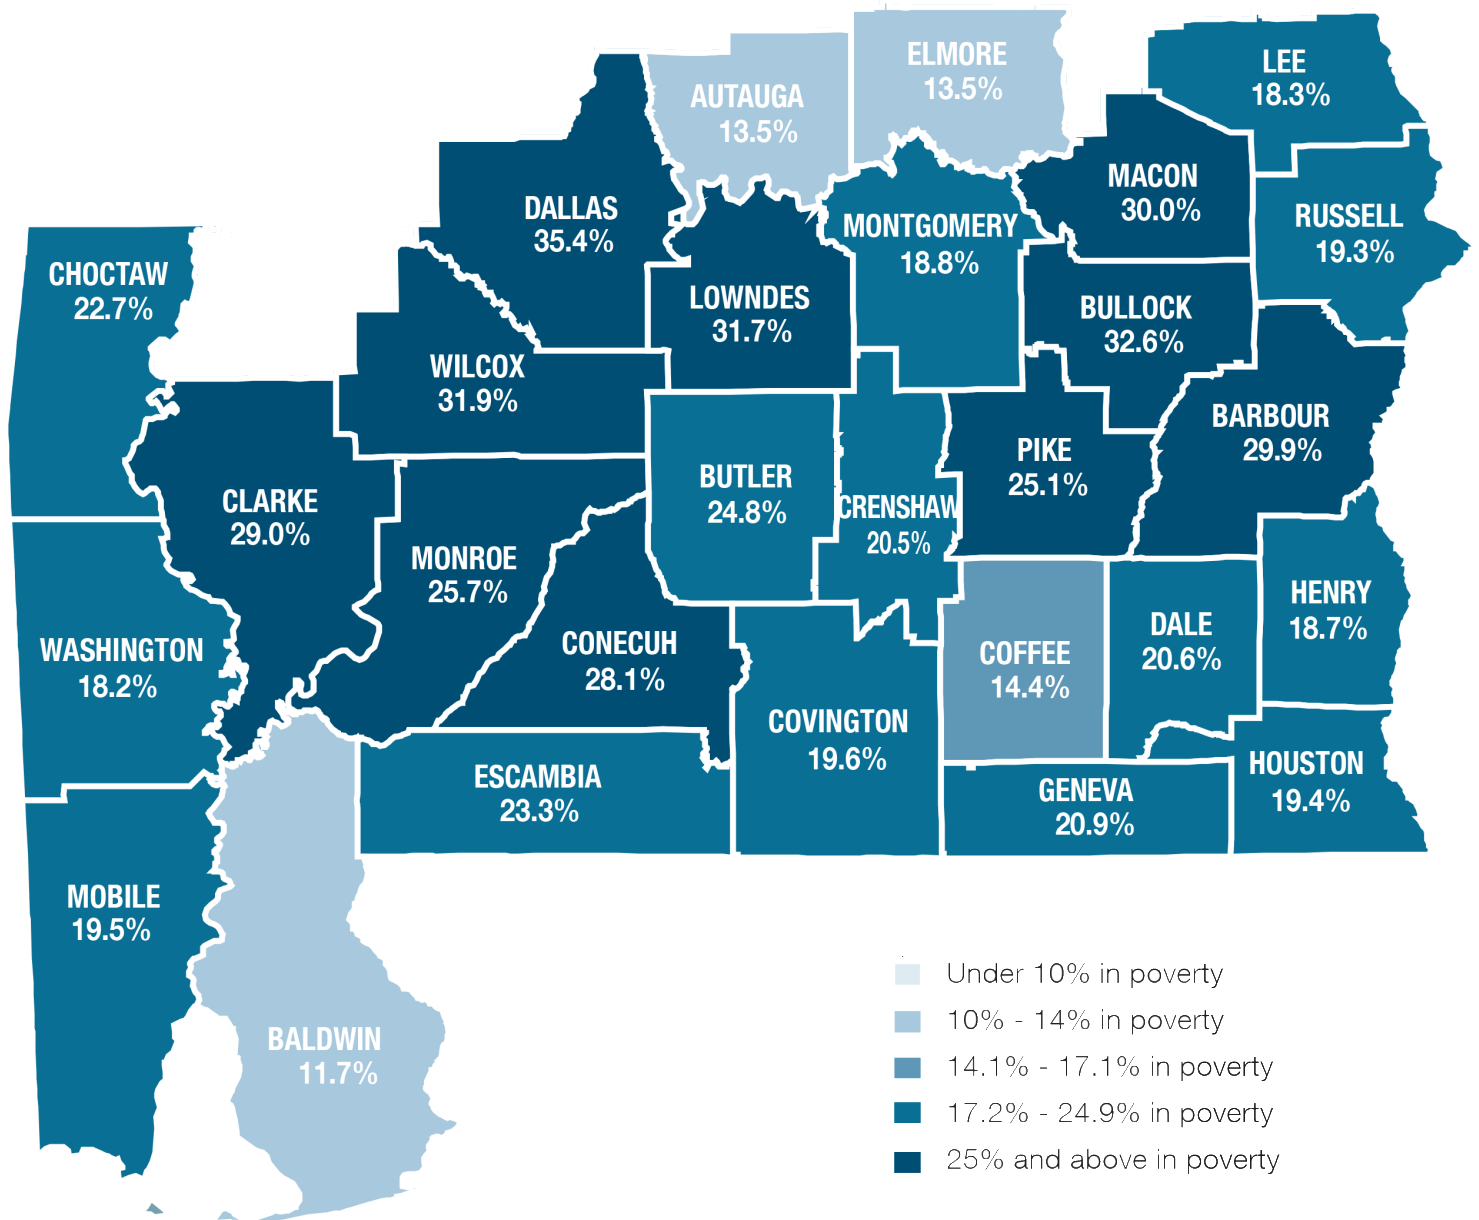 ELMORE
13.5%
LEE
18.3%
AUTAUGA
13.5%
MACON
30.0%
DALLAS
35.4%
MONTGOMERY
18.8%
RUSSELL
19.3%
CHOCTAW
22.7%
LOWNDES
31.7%
BULLOCK
32.6%
WILCOX
31.9%
BARBOUR
29.9%
PIKE
25.1%
BUTLER
24.8%
CLARKE
29.0%
CRENSHAW
20.5%
MONROE
25.7%
HENRY
18.7%
DALE
20.6%
CONECUH
28.1%
WASHINGTON
18.2%
COFFEE
14.4%
COVINGTON
19.6%
HOUSTON
19.4%
ESCAMBIA
23.3%
GENEVA
20.9%
MOBILE
19.5%
BALDWIN
11.7%
Under 10% in poverty
10% - 14% in poverty
14.1% - 17.1% in poverty
17.2% - 24.9% in poverty
25% and above in poverty